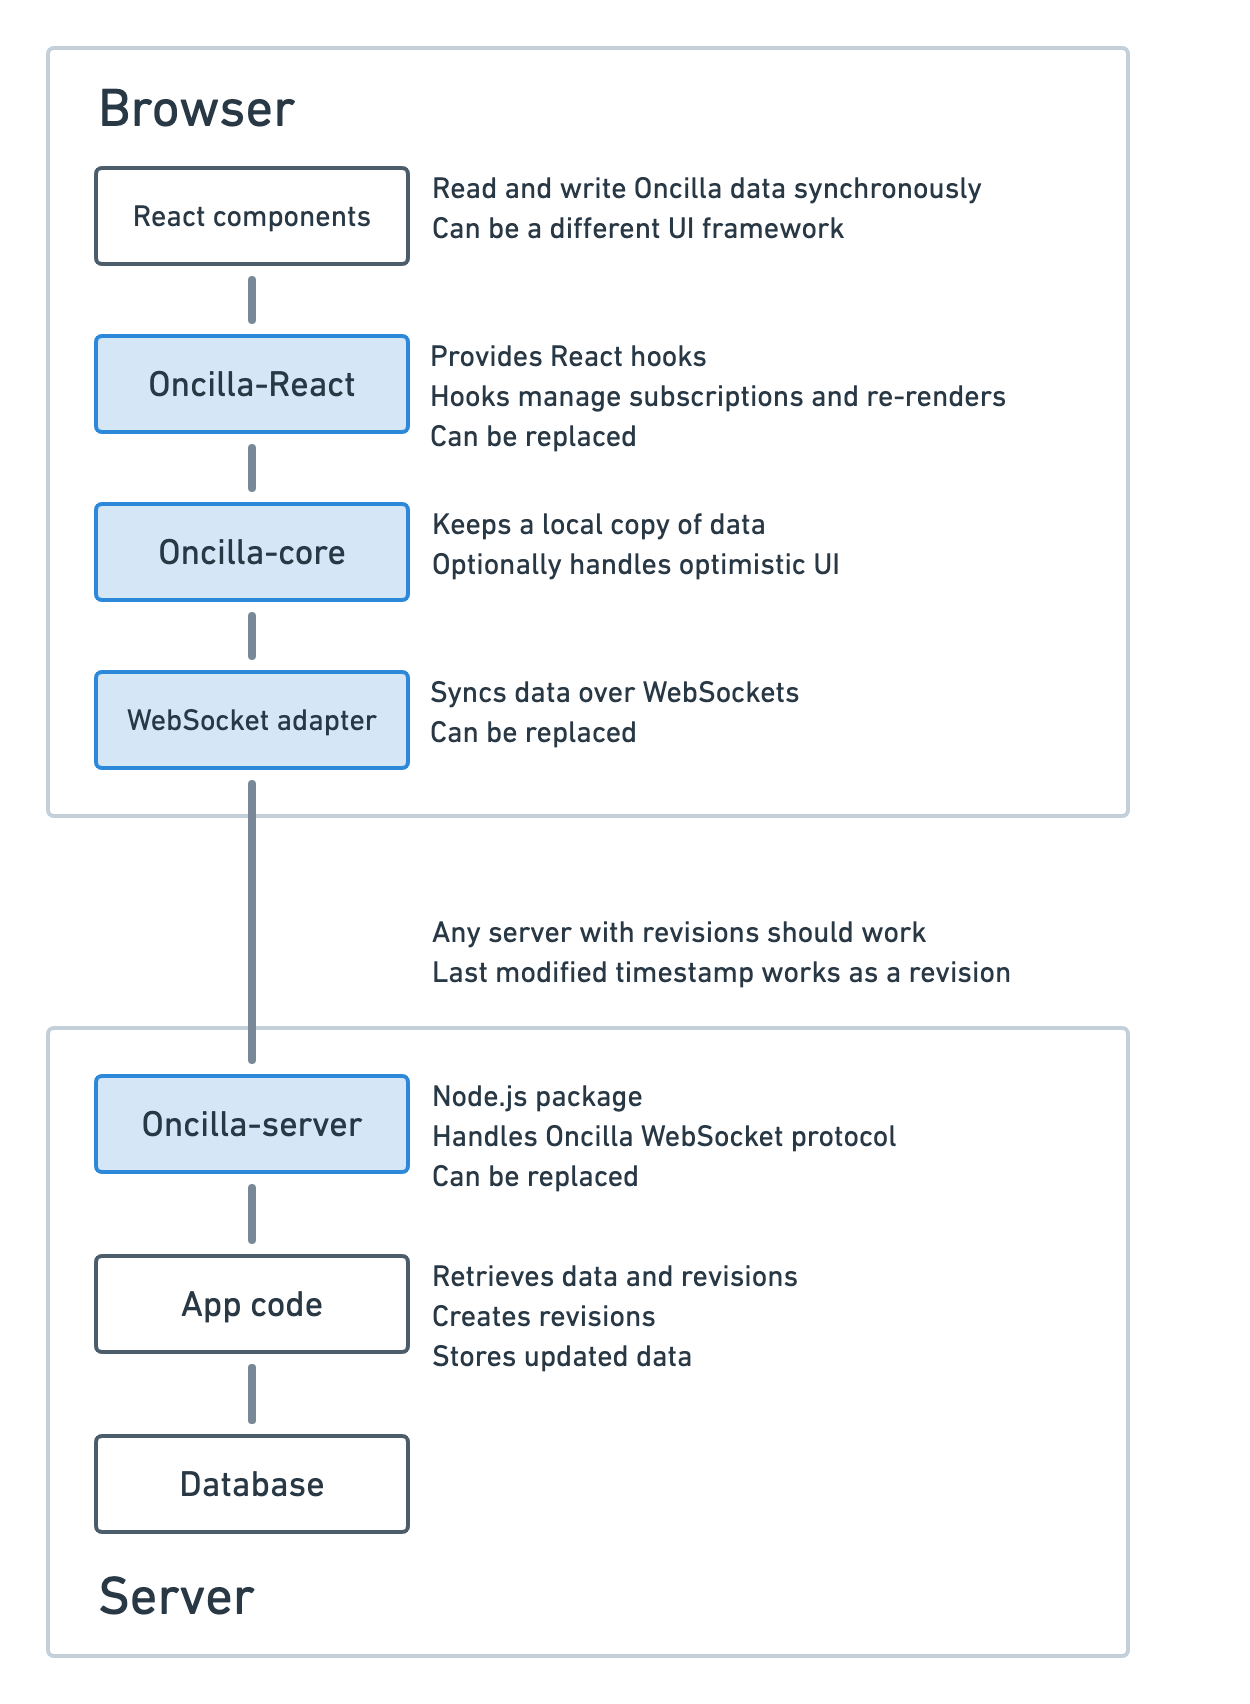 Browser
React components
Read and write Oncilla data synchronously
Can be a different UI framework
Oncilla-React
Provides React hooks
Hooks manage subscriptions and re-renders
Can be replaced
Oncilla-core
Keeps a local copy of data
Optionally handles optimistic UI
WebSocket adapter
Syncs data over WebSockets
Can be replaced
Any server with revisions should work
Last modified timestamp works as a revision
Oncilla-server
Node.js package
Handles Oncilla WebSocket protocol
Can be replaced
App code
Retrieves data and revisions
Creates revisions
Stores updated data
Database
Server